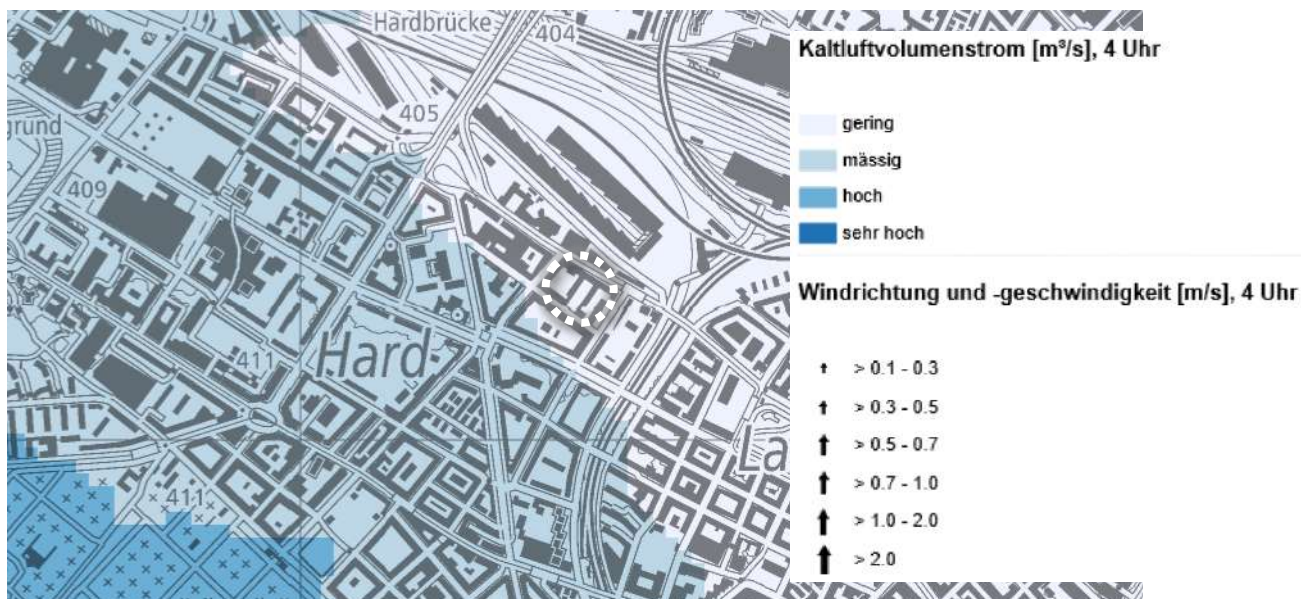 Hardbrücke
404
405
grund
409
411
Hard
411
La
Kaltluftvolumenstrom [m³/s], 4 Uhr
gering
mässig
hoch
sehr hoch
Windrichtung und -geschwindigkeit [m/s], 4 Uhr
> 0.1 - 0.3
> 0.3 - 0.5
> 0.5 - 0.7
> 0.7 - 1.0
> 1.0 - 2.0
> 2.0